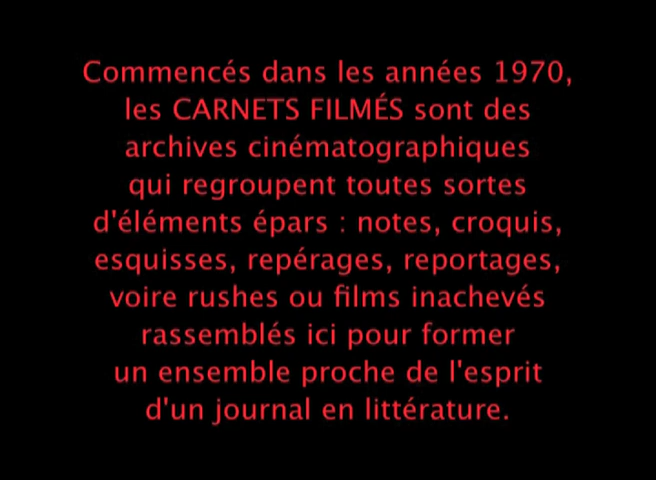 Commencés dans les années 1970,
les CARNETS FILMÉS sont des
archives cinématographiques
qui regroupent toutes sortes
d'éléments épars : notes, croquis,
esquisses, repérages, reportages,
voire rushes ou films inachevés
rassemblés ici pour former
un ensemble proche de l'esprit
d'un journal en littérature.